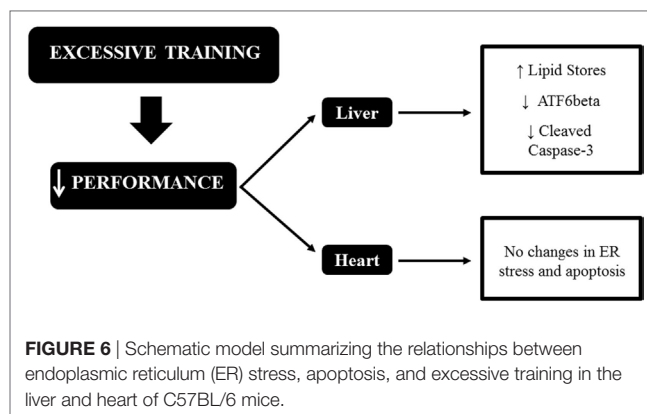 EXCESSIVE TRAINING
↓ PERFORMANCE
Liver
↑ Lipid Stores
↓ ATF6beta
↓ Cleaved
Caspase-3
Heart
No changes in ER
stress and apoptosis
FIGURE 6 | Schematic model summarizing the relationships between
endoplasmic reticulum (ER) stress, apoptosis, and excessive training in the
liver and heart of C57BL/6 mice.